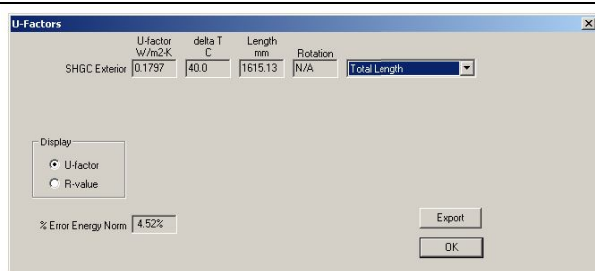 U-Factors
U-factor delta T Length
W/m2-K C mm Rotation
SHGC Exterior 0.1797 40.0 1615.13 N/A Total Length
Display
U-factor
R-value
% Error Energy Norm 4.52%
Export
OK